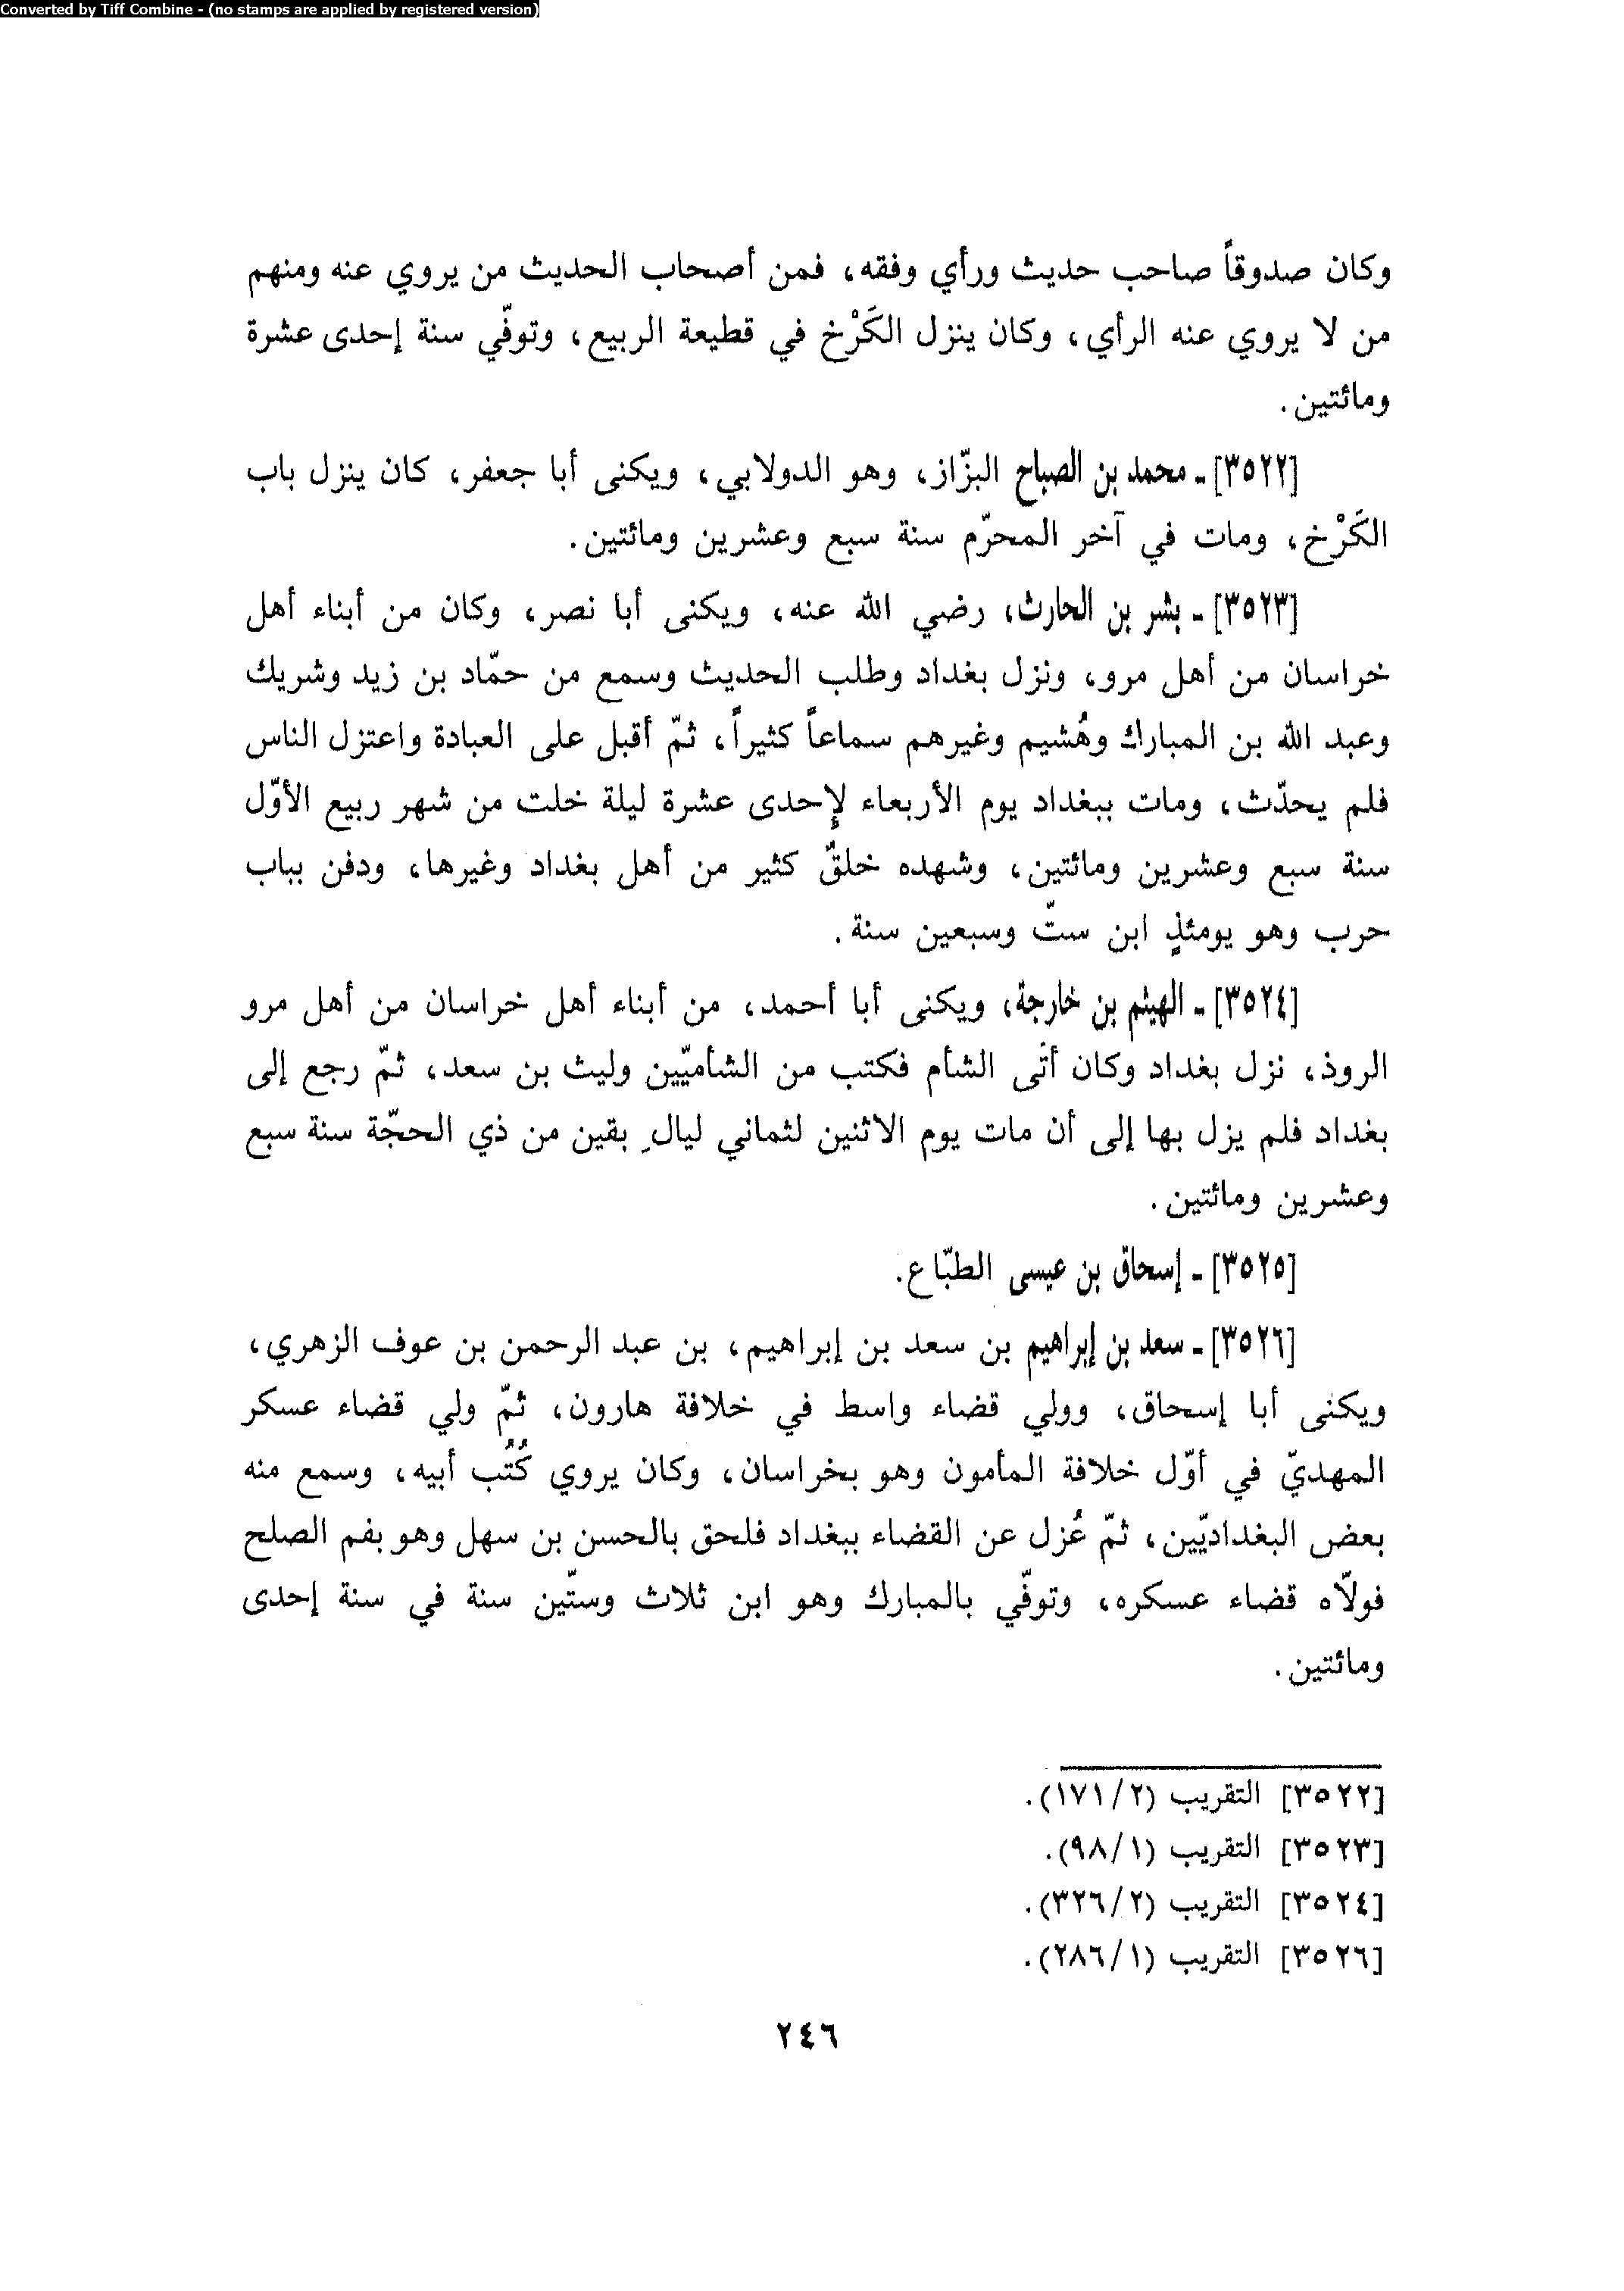 Converted by Tiff Combine - (no stamps are applied by registered version)
وكان صدوقاً صاحب حديث ورأي وفقه، فمن أصحاب الحديث من يروي عنه ومنهم
من لا يروي عنه الرأي، وكان ينزل الكَرْخ في قطيعة الربيع، وتوفّي سنة إحدى عشرة
ومائتين.
[٣٥٢٢] ـ محمد بن الصباح البزّاز، وهو الدولابي، ويكنى أبا جعفر، كان ينزل باب
الكَرْخ، ومات في آخر المحرّم سنة سبع وعشرين ومائتين.
[٣٥٢٣] ـ بشر بن الحارث، رضي الله عنه، ويكنى أبا نصر، وكان من أبناء أهل
خراسان من أهل مرو، ونزل بغداد وطلب الحديث وسمع من حمّاد بن زيد وشريك
وعبد الله بن المبارك وهُشيم وغيرهم سماعاً كثيراً، ثمّ أقبل على العبادة واعتزل الناس
فلم يحدّث، ومات ببغداد يوم الأربعاء لإحدى عشرة ليلة خلت من شهر ربيع الأوّل
سنة سبع وعشرين ومائتين، وشهده خلقٌ كثير من أهل بغداد وغيرها، ودفن بباب
حرب وهو يومئذٍ ابن ستّ وسبعين سنة.
[٣٥٢٤] ـ الهيثم بن خارجة، ويكنى أبا أحمد، من أبناء أهل خراسان من أهل مرو
الروذ، نزل بغداد وكان أتَى الشأم فكتب من الشأميّين وليث بن سعد، ثمّ رجع إلى
بغداد فلم يزل بها إلى أن مات يوم الاثنين لثماني ليالٍ بقين من ذي الحجّة سنة سبع
وعشرين ومائتين.
[٣٥٢٥] ـ إسحاق بن عيسى الطبّاع.
[٣٥٢٦] ـ سعد بن إبراهيم بن سعد بن إبراهيم، بن عبد الرحمن بن عوف الزهري،
ويكنى أبا إسحاق، وولي قضاء واسط في خلافة هارون، ثمّ ولي قضاء عسكر
المهديّ في أوّل خلافة المأمون وهو بخراسان، وكان يروي كُتُب أبيه، وسمع منه
بعض البغداديّين، ثمّ عُزل عن القضاء ببغداد فلحق بالحسن بن سهل وهو بفم الصلح
فولّاه قضاء عسكره، وتوفّي بالمبارك وهو ابن ثلاث وستّين سنة في سنة إحدى
ومائتين.
[٣٥٢٢] التقريب (٢/ ١٧١).
[٣٥٢٣] التقريب (١/ ٩٨).
[٣٥٢٤] التقريب (٢/ ٣٢٦).
[٣٥٢٦] التقريب (١/ ٢٨٦).
٢٤٦